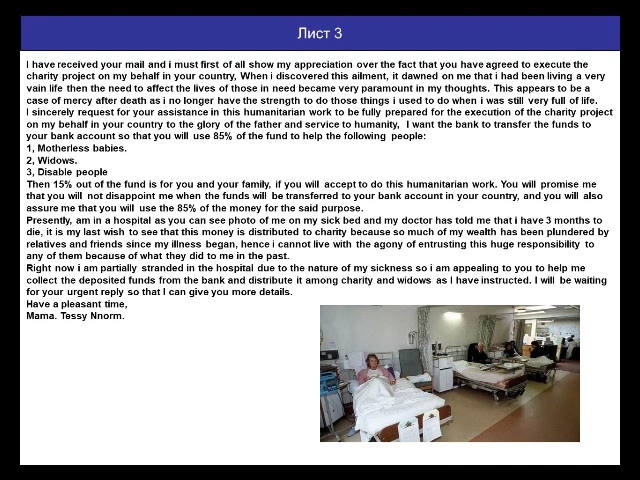 Лист 3
I have received your mail and i must first of all show my appreciation over the fact that you have agreed to execute the
charity project on my behalf in your country, When i discovered this ailment, it dawned on me that i had been living a very
vain life then the need to affect the lives of those in need became very paramount in my thoughts. This appears to be a
case of mercy after death as i no longer have the strength to do those things i used to do when i was still very full of life.
I sincerely request for your assistance in this humanitarian work to be fully prepared for the execution of the charity project
on my behalf in your country to the glory of the father and service to humanity, I want the bank to transfer the funds to
your bank account so that you will use 85% of the fund to help the following people:
1, Motherless babies.
2, Widows.
3, Disable people
Then 15% out of the fund is for you and your family, if you will accept to do this humanitarian work. You will promise me
that you will not disappoint me when the funds will be transferred to your bank account in your country, and you will also
assure me that you will use the 85% of the money for the said purpose.
Presently, am in a hospital as you can see photo of me on my sick bed and my doctor has told me that i have 3 months to
die, it is my last wish to see that this money is distributed to charity because so much of my wealth has been plundered by
relatives and friends since my illness began, hence i cannot live with the agony of entrusting this huge responsibility to
any of them because of what they did to me in the past.
Right now i am partially stranded in the hospital due to the nature of my sickness so i am appealing to you to help me
collect the deposited funds from the bank and distribute it among charity and widows as I have instructed. I will be waiting
for your urgent reply so that I can give you more details.
Have a pleasant time,
Mama. Tessy Nnorm.